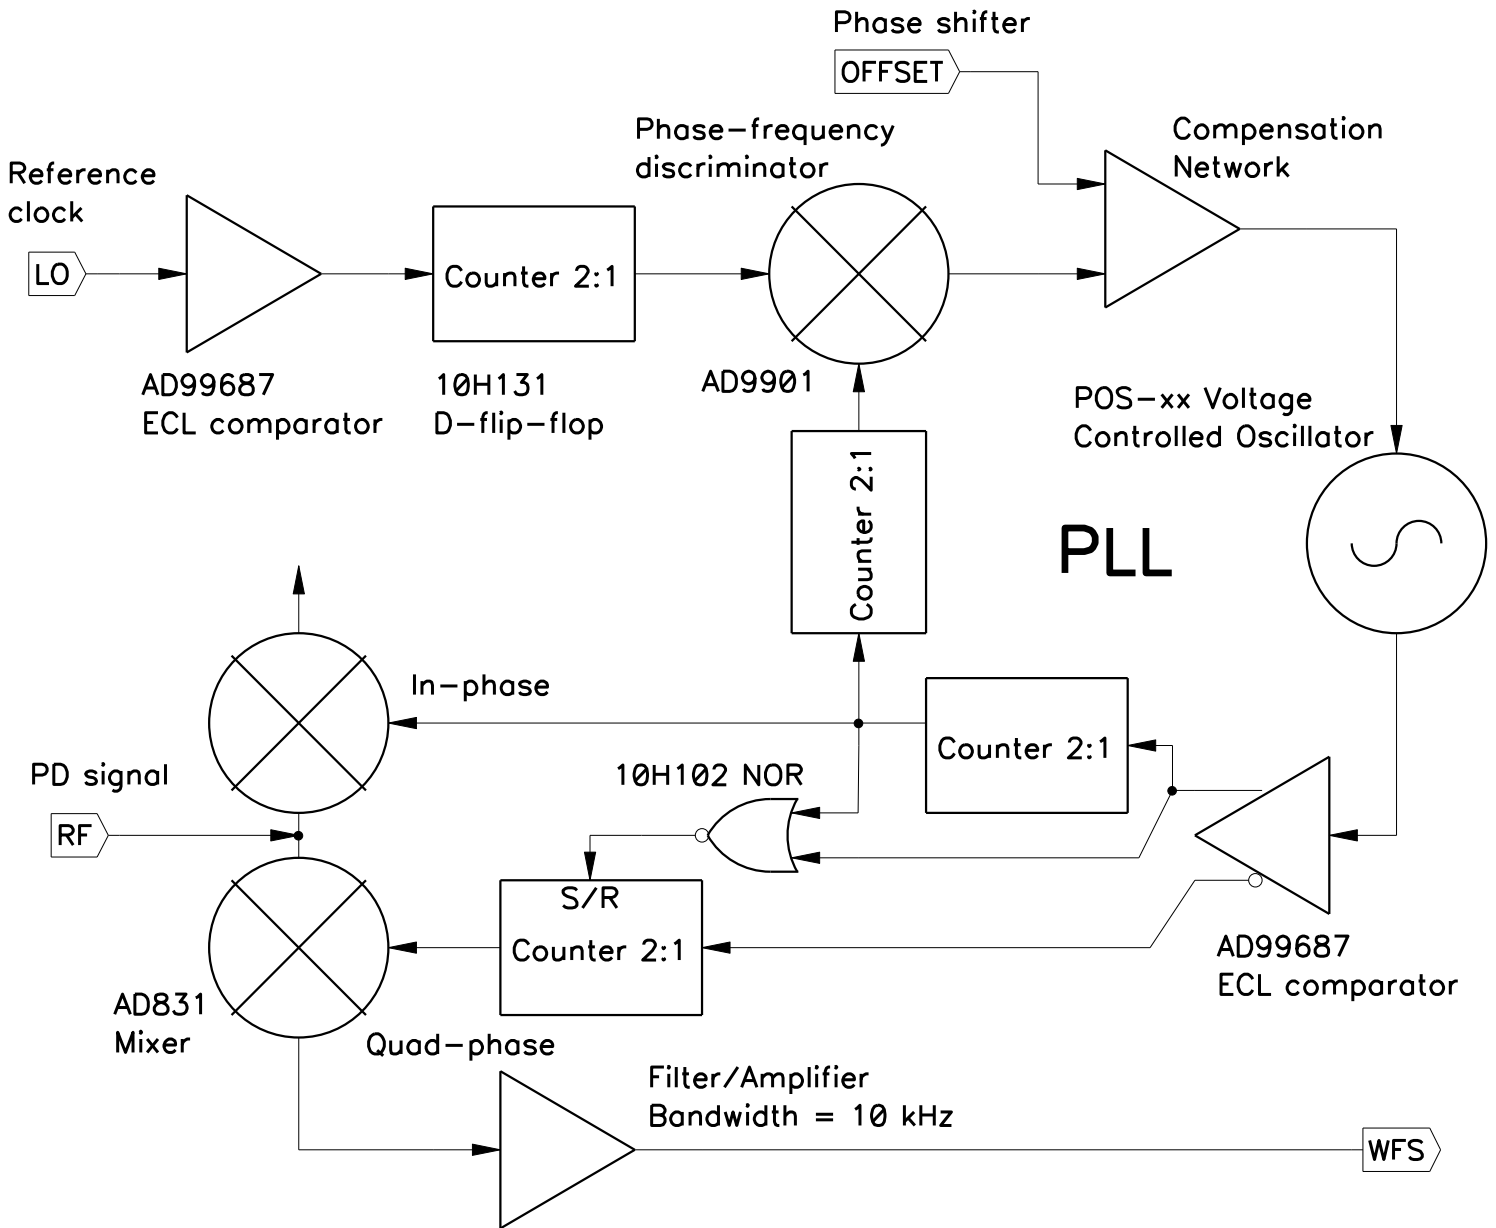 Phase shifter
OFFSET
Phase-frequency
discriminator
Compensation
Network
Reference
clock
LO
Counter 2:1
AD99687
ECL comparator
10H131
D-flip-flop
AD9901
Counter 2:1
POS-xx Voltage
Controlled Oscillator
PLL
In-phase
Counter 2:1
PD signal
RF
10H102 NOR
S/R
Counter 2:1
AD99687
ECL comparator
AD831
Mixer
Quad-phase
Filter/Amplifier
Bandwidth = 10 kHz
WFS